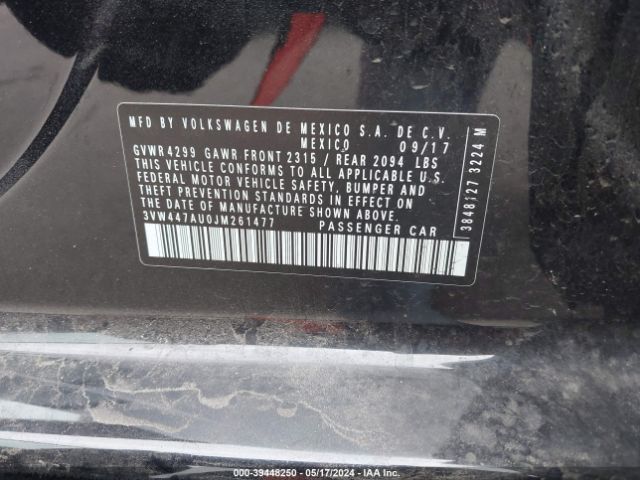 MFD BY VOLKSWAGEN DE MEXICO S.A. DE C.V.
MEXICO 09/17
GVWR 4299 GAWR FRONT 2315 / REAR 2094 LBS
THIS VEHICLE CONFORMS TO ALL APPLICABLE U.S.
FEDERAL MOTOR VEHICLE SAFETY, BUMPER AND
THEFT PREVENTION STANDARDS IN EFFECT ON
THE DATE OF MANUFACTURE SHOWN ABOVE.
3VW447AU0JM261477 PASSENGER CAR
3848127 3224 M
COPART #39448250 - 05/17/2024 - IAA Inc.